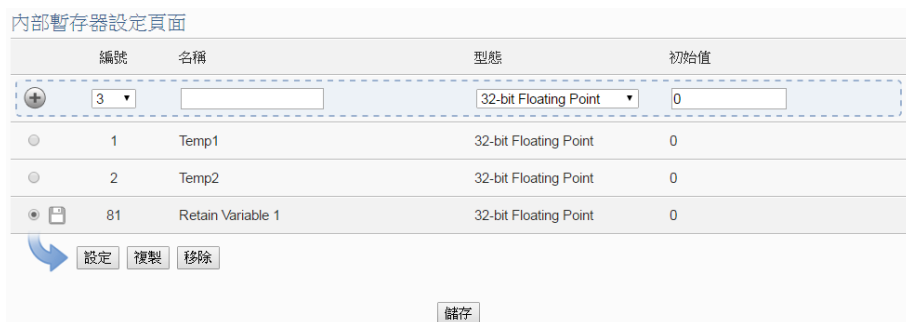 內部暫存器設定頁面
編號 名稱 型態 初始值
3 32-bit Floating Point 0
1 Temp1 32-bit Floating Point 0
2 Temp2 32-bit Floating Point 0
81 Retain Variable 1 32-bit Floating Point 0
設定 複製 移除
儲存